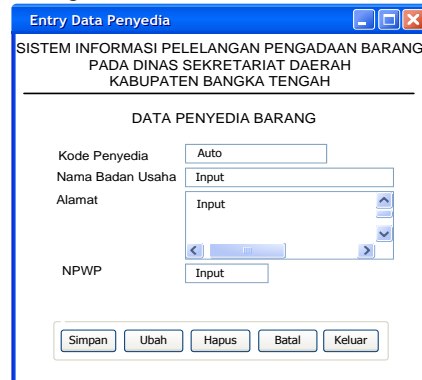 Entry Data Penyedia
SISTEM INFORMASI PELELANGAN PENGADAAN BARANG
PADA DINAS SEKRETARIAT DAERAH
KABUPATEN BANGKA TENGAH
DATA PENYEDIA BARANG
Kode Penyedia Auto
Nama Badan Usaha Input
Alamat Input
NPWP Input
Simpan Ubah Hapus Batal Keluar